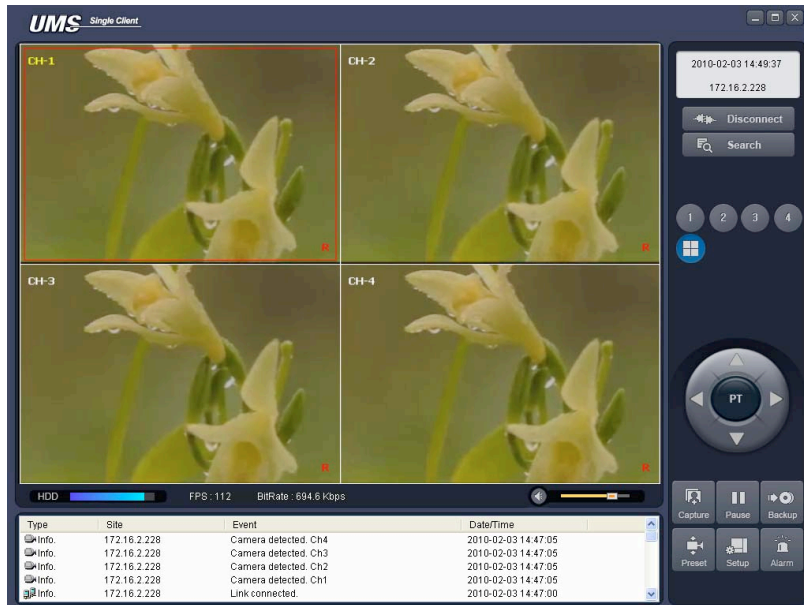 UMS Single Client
CH-1
CH-2
R
R
CH-3
CH-4
R
R
HDD
FPS : 112
BitRate : 694.6 Kbps
Type Site Event Date/Time
Info. 172.16.2.228 Camera detected. Ch4 2010-02-03 14:47:05
Info. 172.16.2.228 Camera detected. Ch3 2010-02-03 14:47:05
Info. 172.16.2.228 Camera detected. Ch2 2010-02-03 14:47:05
Info. 172.16.2.228 Camera detected. Ch1 2010-02-03 14:47:05
Info. 172.16.2.228 Link connected. 2010-02-03 14:47:00
2010-02-03 14:49:37
172.16.2.228
Disconnect
Search
1 2 3 4
PT
Capture Pause Backup
Preset Setup Alarm